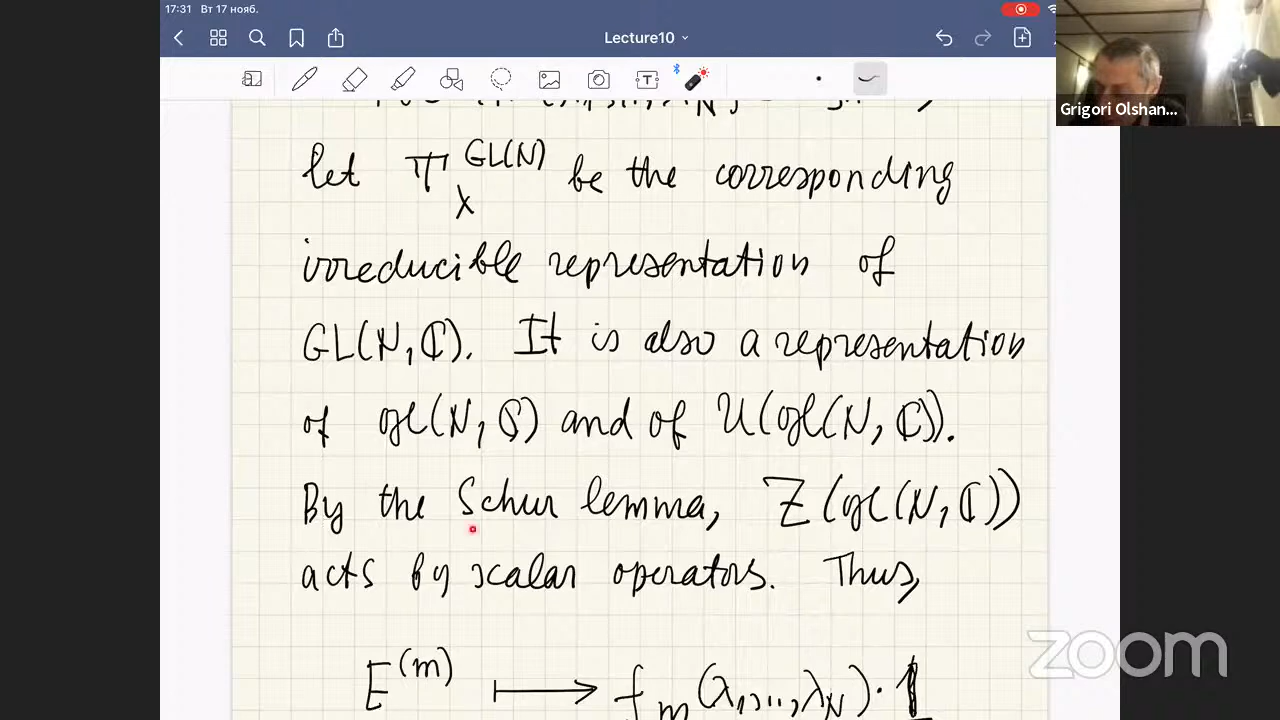 17:31 Вт 17 нояб.
Lecture10
Grigori Olshan...
let π_λ^{GL(N)} be the corresponding
irreducible representation of
GL(N,ℂ). It is also a representation
of gl(N,ℂ) and of U(gl(N,ℂ)).
By the Schur lemma, Z(gl(N,ℂ))
acts by scalar operators. Thus,
E^{(m)} ⟼ f_m(λ_1,...,λ_N)·1
zoom